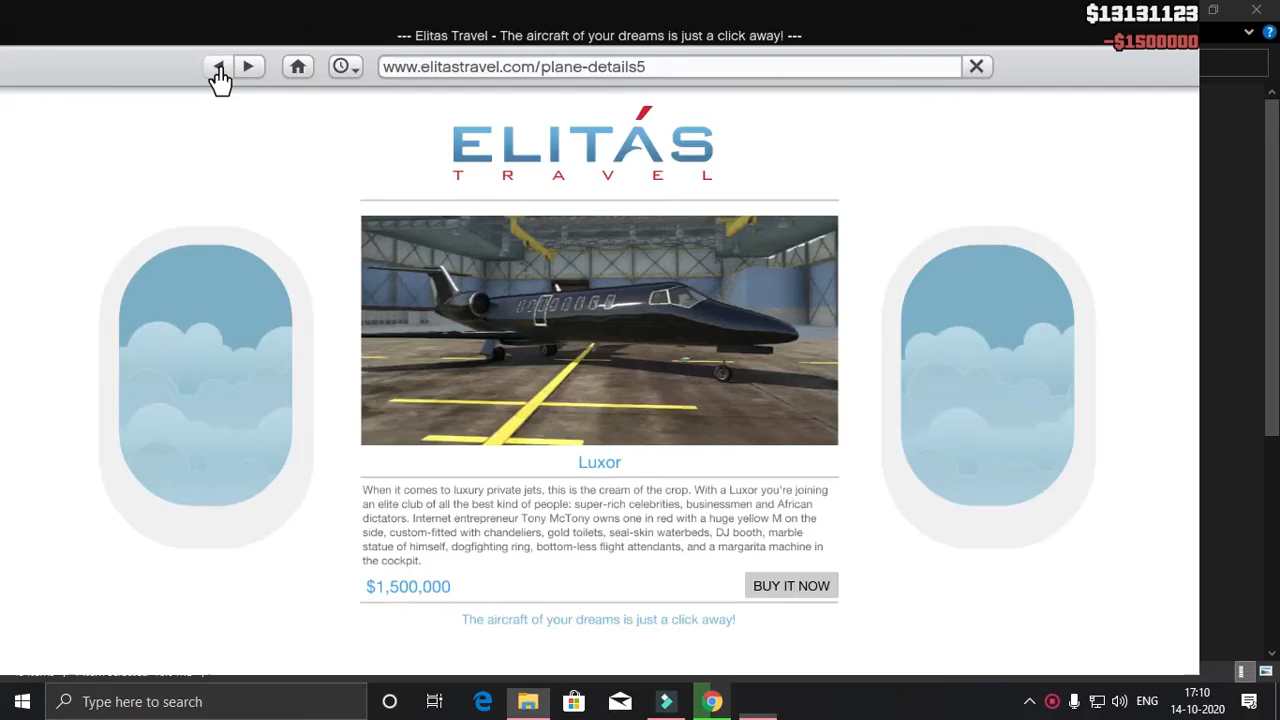 $13131123
--- Elitas Travel - The aircraft of your dreams is just a click away! ---
-$1500000
www.elitastravel.com/plane-details5
ELITÁS
TRAVEL
Luxor
When it comes to luxury private jets, this is the cream of the crop. With a Luxor you're joining
an elite club of all the best kind of people: super-rich celebrities, businessmen and African
dictators. Internet entrepreneur Tony McTony owns one in red with a huge yellow M on the
side, custom-fitted with chandeliers, gold toilets, seal-skin waterbeds, DJ booth, marble
statue of himself, dogfighting ring, bottom-less flight attendants, and a margarita machine in
the cockpit.
$1,500,000
BUY IT NOW
The aircraft of your dreams is just a click away!
Type here to search
ENG
17:10
14-10-2020